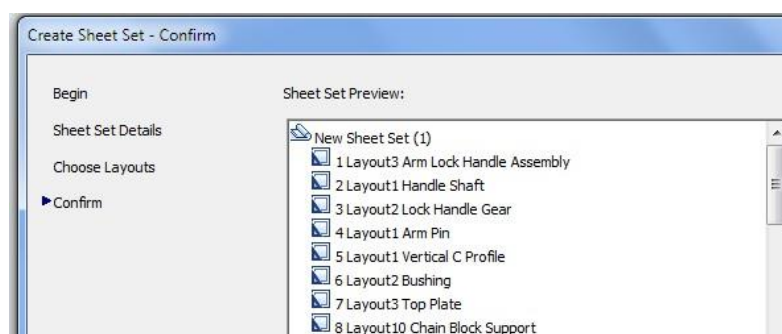 Create Sheet Set - Confirm
Begin
Sheet Set Details
Choose Layouts
Confirm
Sheet Set Preview:
New Sheet Set (1)
1 Layout3 Arm Lock Handle Assembly
2 Layout1 Handle Shaft
3 Layout2 Lock Handle Gear
4 Layout1 Arm Pin
5 Layout1 Vertical C Profile
6 Layout2 Bushing
7 Layout3 Top Plate
8 Layout10 Chain Block Support